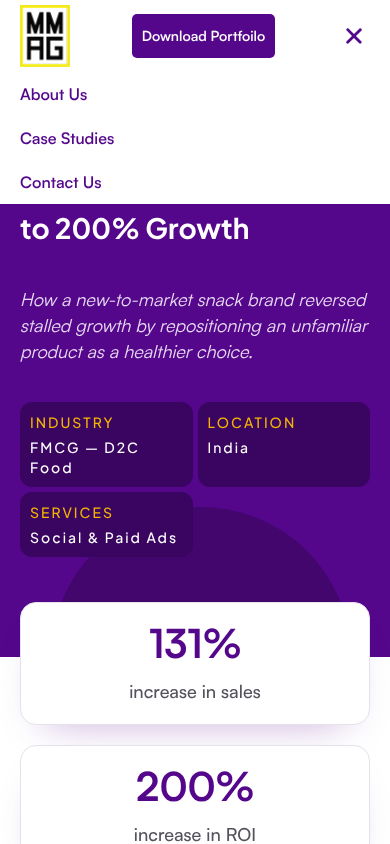 MM
AG
Download Portfoilo
About Us
Case Studies
Contact Us
to 200% Growth
How a new-to-market snack brand reversed
stalled growth by repositioning an unfamiliar
product as a healthier choice.
INDUSTRY
FMCG — D2C
Food
LOCATION
India
SERVICES
Social & Paid Ads
131%
increase in sales
200%
increase in ROI